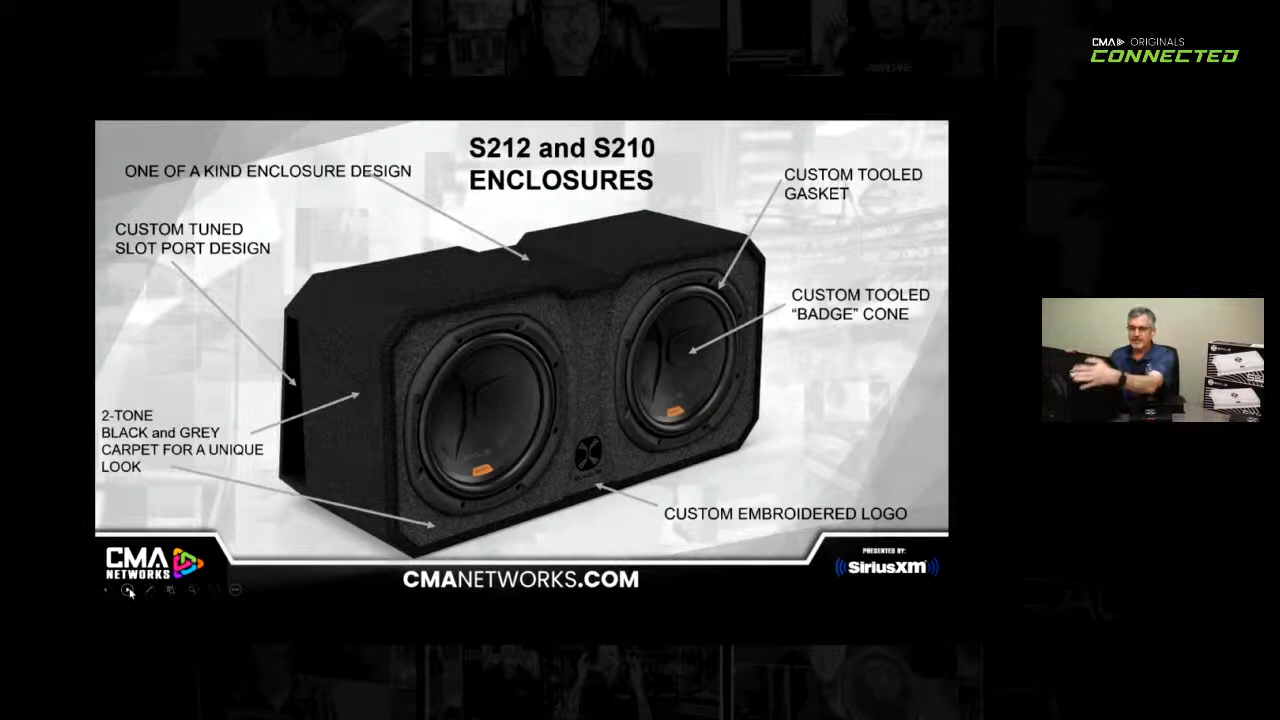 CMA ORIGINALS
CONNECTED
S212 and S210
ENCLOSURES
ONE OF A KIND ENCLOSURE DESIGN
CUSTOM TOOLED
GASKET
CUSTOM TUNED
SLOT PORT DESIGN
CUSTOM TOOLED
“BADGE” CONE
2-TONE
BLACK and GREY
CARPET FOR A UNIQUE
LOOK
CUSTOM EMBROIDERED LOGO
CMA
NETWORKS
CMANETWORKS.COM
PRESENTED BY:
SiriusXM